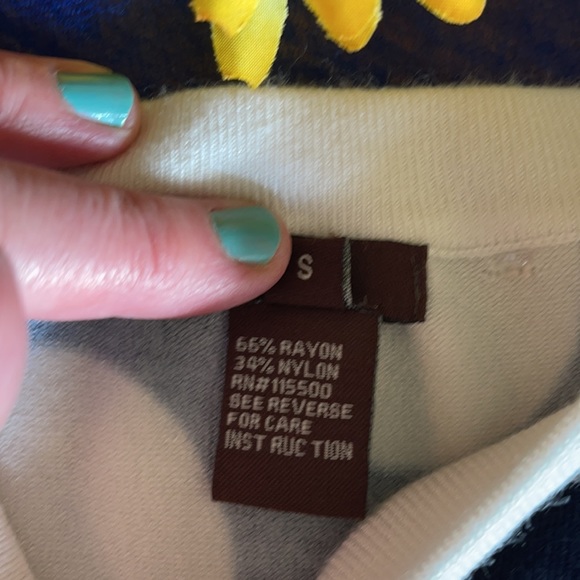 S
66% RAYON
34% NYLON
RN#115500
SEE REVERSE
FOR CARE
INST RUC TION